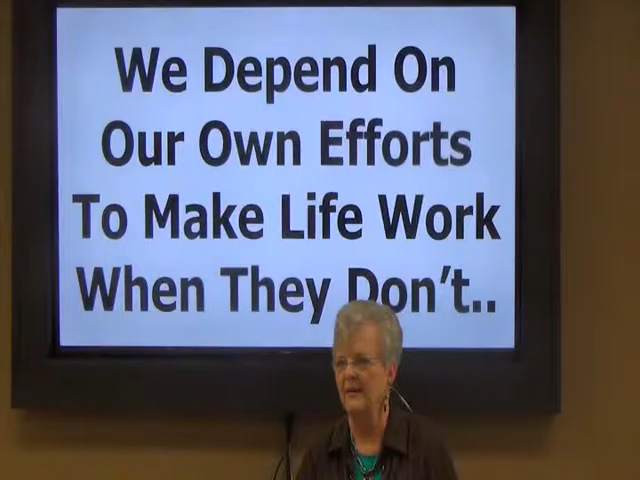 We Depend On
Our Own Efforts
To Make Life Work
When They Don't..